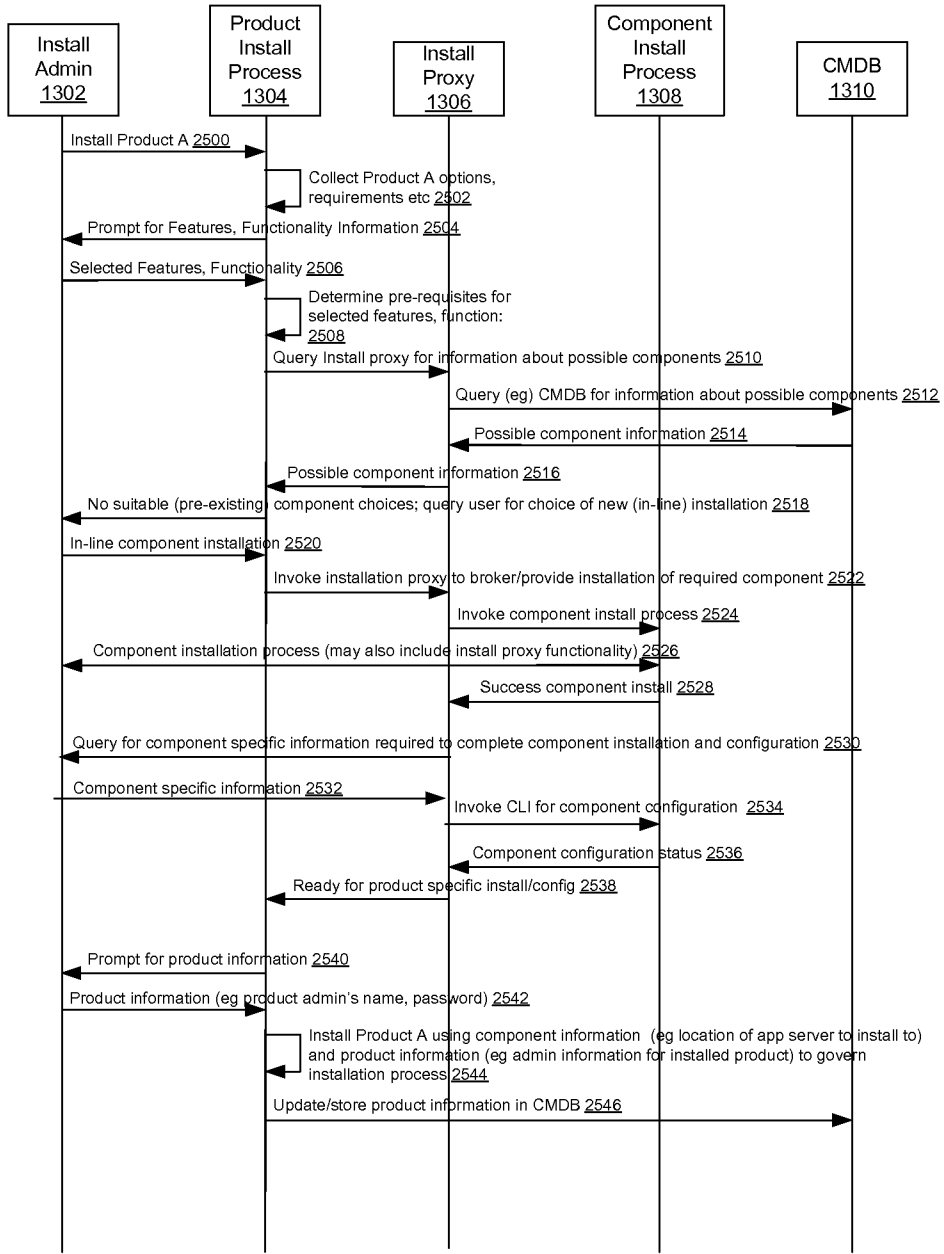 Install
Admin
1302
Product
Install
Process
1304
Install
Proxy
1306
Component
Install
Process
1308
CMDB
1310
Install Product A 2500
Collect Product A options,
requirements etc 2502
Prompt for Features, Functionality Information 2504
Selected Features, Functionality 2506
Determine pre-requisites for
selected features, function:
2508
Query Install proxy for information about possible components 2510
Query (eg) CMDB for information about possible components 2512
Possible component information 2514
Possible component information 2516
No suitable (pre-existing) component choices; query user for choice of new (in-line) installation 2518
In-line component installation 2520
Invoke installation proxy to broker/provide installation of required component 2522
Invoke component install process 2524
Component installation process (may also include install proxy functionality) 2526
Success component install 2528
Query for component specific information required to complete component installation and configuration 2530
Component specific information 2532
Invoke CLI for component configuration 2534
Component configuration status 2536
Ready for product specific install/config 2538
Prompt for product information 2540
Product information (eg product admin's name, password) 2542
Install Product A using component information (eg location of app server to install to)
and product information (eg admin information for installed product) to govern
installation process 2544
Update/store product information in CMDB 2546